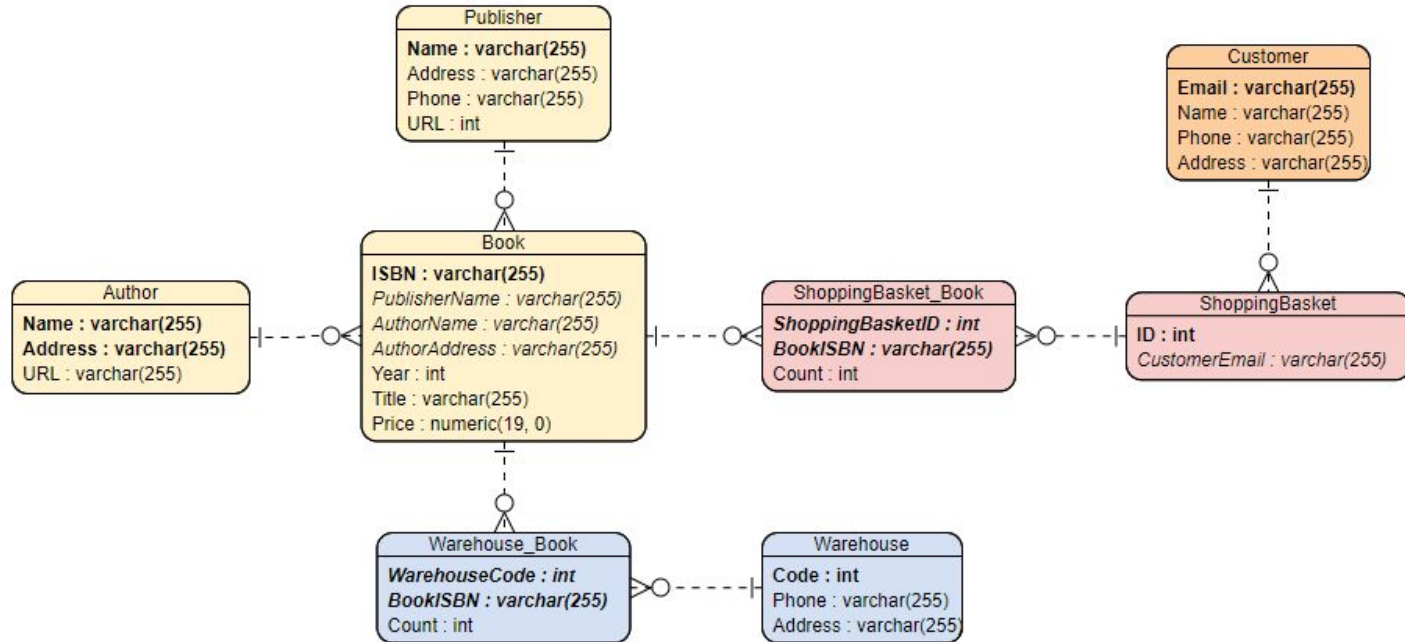 Publisher
Name : varchar(255)
Address : varchar(255)
Phone : varchar(255)
URL : int
Customer
Email : varchar(255)
Name : varchar(255)
Phone : varchar(255)
Address : varchar(255)
Author
Name : varchar(255)
Address : varchar(255)
URL : varchar(255)
Book
ISBN : varchar(255)
PublisherName : varchar(255)
AuthorName : varchar(255)
AuthorAddress : varchar(255)
Year : int
Title : varchar(255)
Price : numeric(19, 0)
ShoppingBasket_Book
ShoppingBasketID : int
BookISBN : varchar(255)
Count : int
ShoppingBasket
ID : int
CustomerEmail : varchar(255)
Warehouse_Book
WarehouseCode : int
BookISBN : varchar(255)
Count : int
Warehouse
Code : int
Phone : varchar(255)
Address : varchar(255)